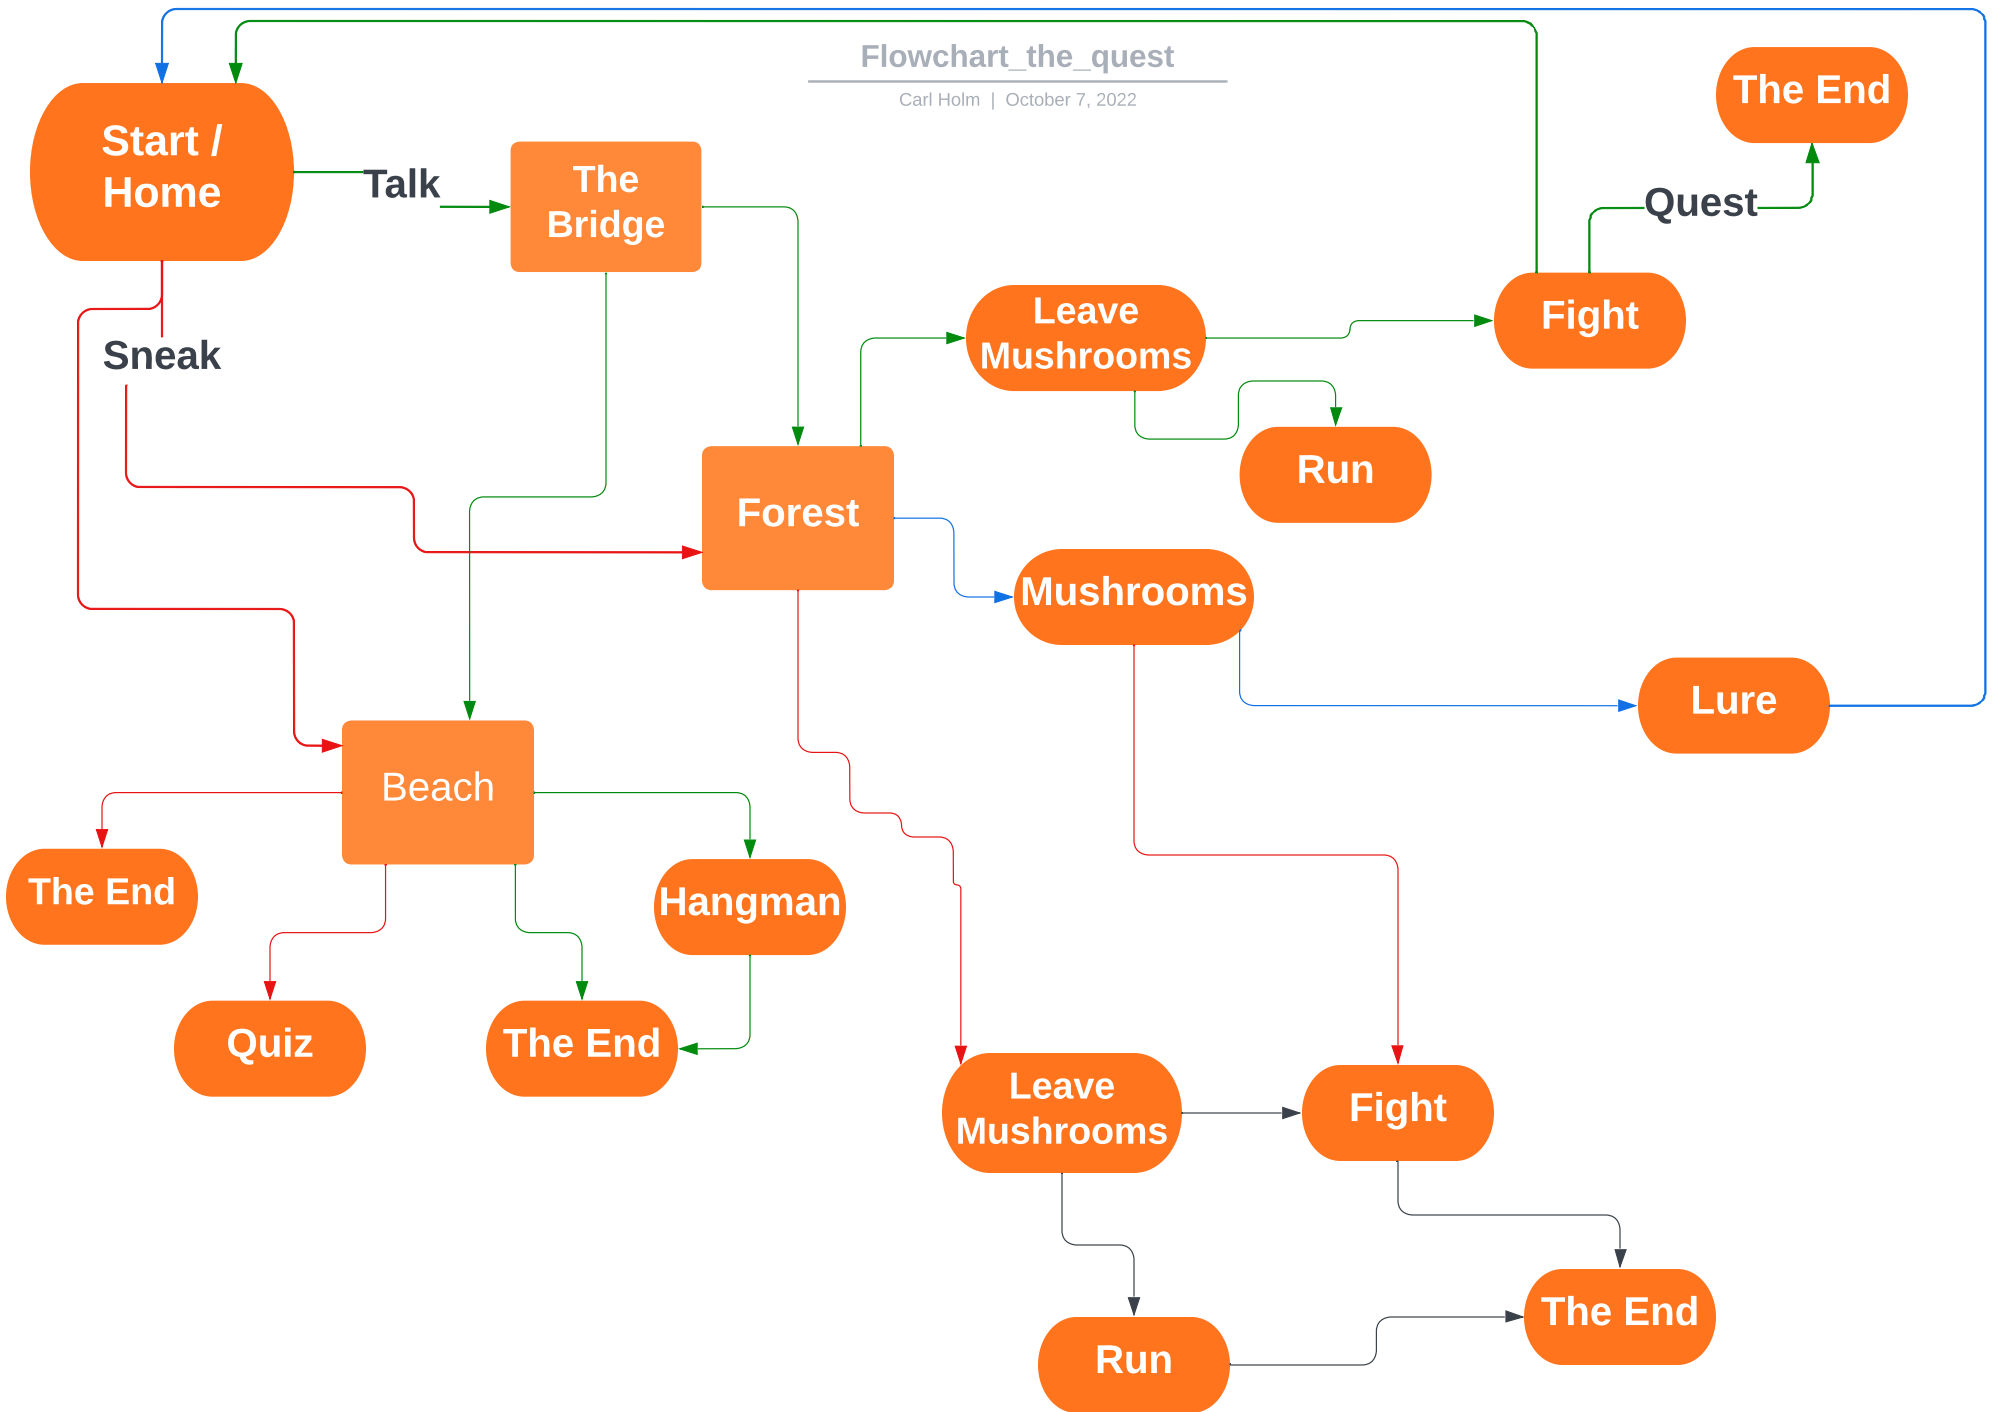 Flowchart_the_quest
Carl Holm | October 7, 2022
The End
Start /
Home
Talk
The
Bridge
Quest
Leave
Mushrooms
Fight
Sneak
Run
Forest
Mushrooms
Lure
Beach
The End
Hangman
Quiz
The End
Leave
Mushrooms
Fight
The End
Run